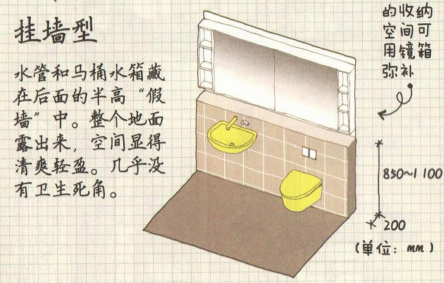 挂墙型
水管和马桶水箱藏
在后面的半高“假
墙”中。整个地面
露出来，空间显得
清爽轻盈。几乎没
有卫生死角。
的收纳
空间可
用镜箱
弥补
850~1 100
200
(单位：mm)